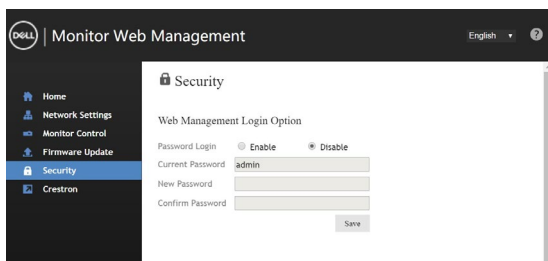 DELL | Monitor Web Management
English
?
Home
Network Settings
Monitor Control
Firmware Update
Security
Crestron
Security
Web Management Login Option
Password Login Enable Disable
Current Password admin
New Password
Confirm Password
Save